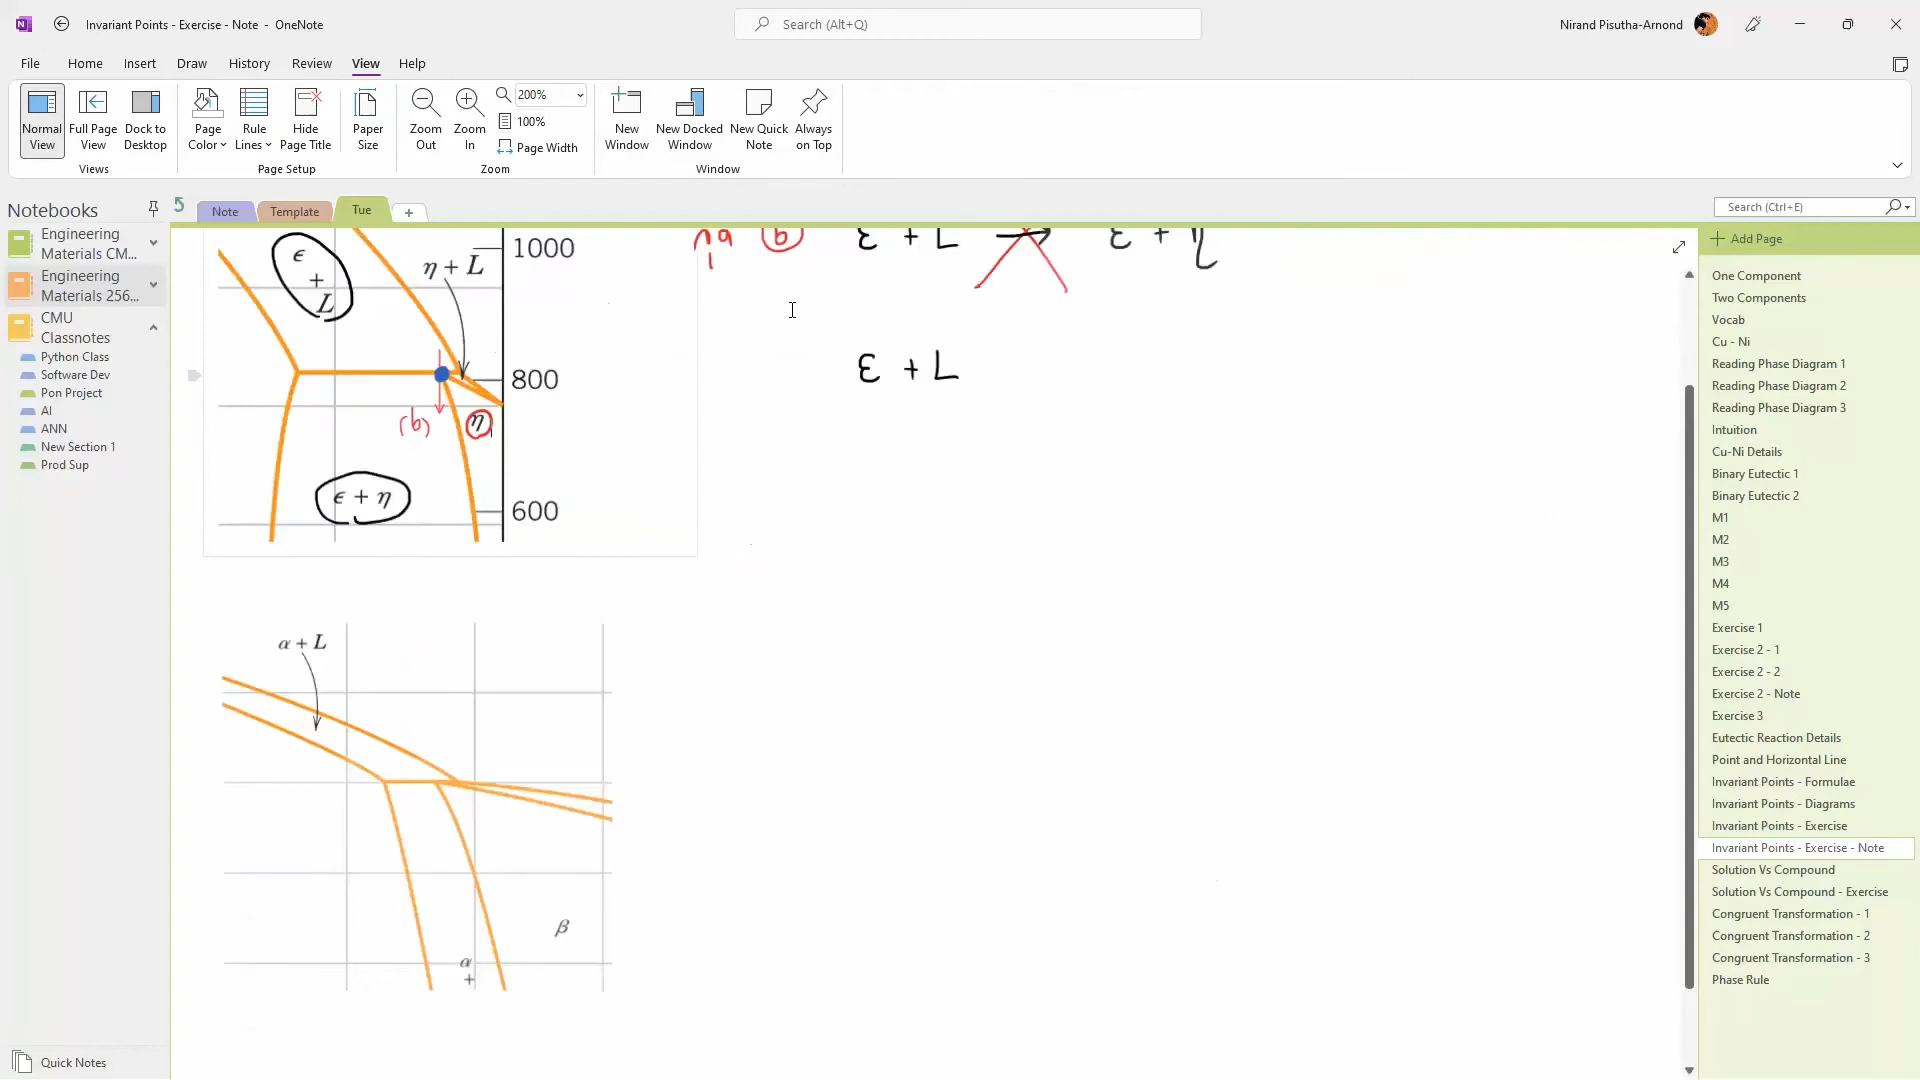 Invariant Points - Exercise - Note - OneNote
Search (Alt+Q)
Nirand Pisutha-Arnond
File Home Insert Draw History Review View Help
Normal View
Full Page View
Dock to Desktop
Views
Page Color
Rule Lines
Hide Page Title
Paper Size
Page Setup
Zoom Out
Zoom In
200%
100%
Page Width
Zoom
New Window
New Docked Window
New Quick Note
Always on Top
Window
Notebooks
Engineering Materials CM...
Engineering Materials 256...
CMU Classnotes
Python Class
Software Dev
Pon Project
AI
ANN
New Section 1
Prod Sup
Quick Notes
Note Template Tue +
Search (Ctrl+E)
ϵ + L
η + L
1000
800
(b)
η
ϵ + η
600
(b) ε + L → ε + η
ε + L
α + L
β
α +
Add Page
One Component
Two Components
Vocab
Cu - Ni
Reading Phase Diagram 1
Reading Phase Diagram 2
Reading Phase Diagram 3
Intuition
Cu-Ni Details
Binary Eutectic 1
Binary Eutectic 2
M1
M2
M3
M4
M5
Exercise 1
Exercise 2 - 1
Exercise 2 - 2
Exercise 2 - Note
Exercise 3
Eutectic Reaction Details
Point and Horizontal Line
Invariant Points - Formulae
Invariant Points - Diagrams
Invariant Points - Exercise
Invariant Points - Exercise - Note
Solution Vs Compound
Solution Vs Compound - Exercise
Congruent Transformation - 1
Congruent Transformation - 2
Congruent Transformation - 3
Phase Rule